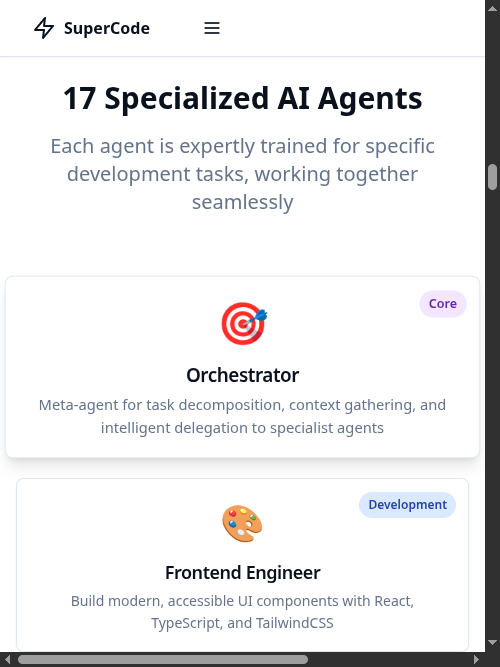 SuperCode
17 Specialized AI Agents
Each agent is expertly trained for specific
development tasks, working together
seamlessly
Core
Orchestrator
Meta-agent for task decomposition, context gathering, and
intelligent delegation to specialist agents
Development
Frontend Engineer
Build modern, accessible UI components with React,
TypeScript, and TailwindCSS